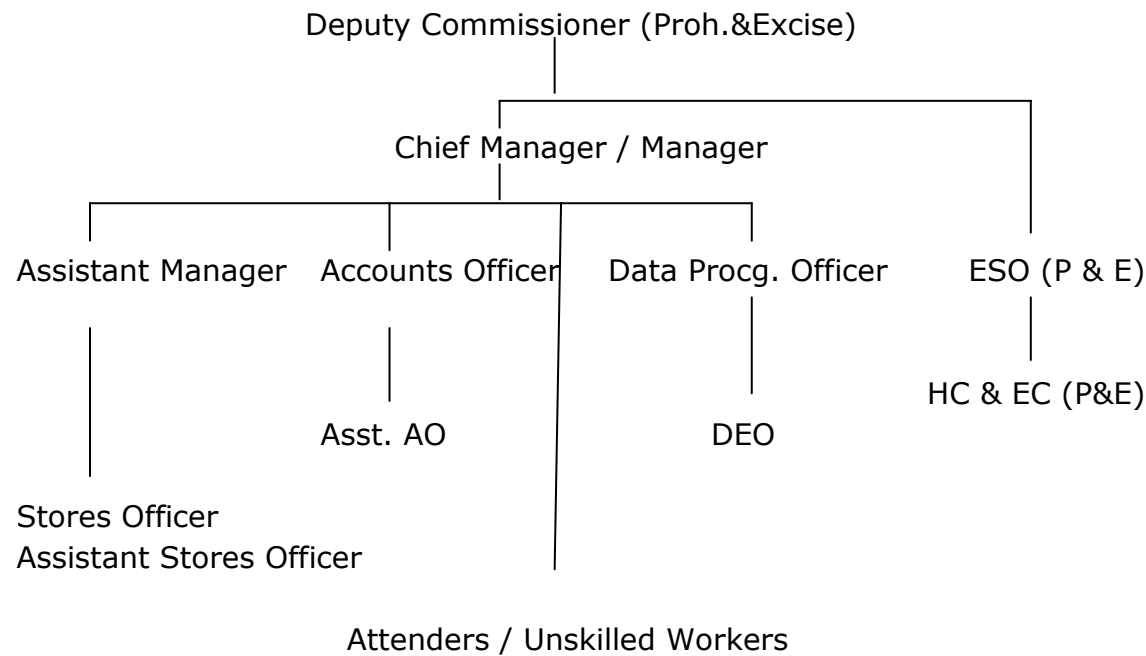 Deputy Commissioner (Proh.&Excise)
Chief Manager / Manager
Assistant Manager
Accounts Officer
Data Procg. Officer
ESO (P & E)
HC & EC (P&E)
Asst. AO
DEO
Stores Officer
Assistant Stores Officer
Attenders / Unskilled Workers